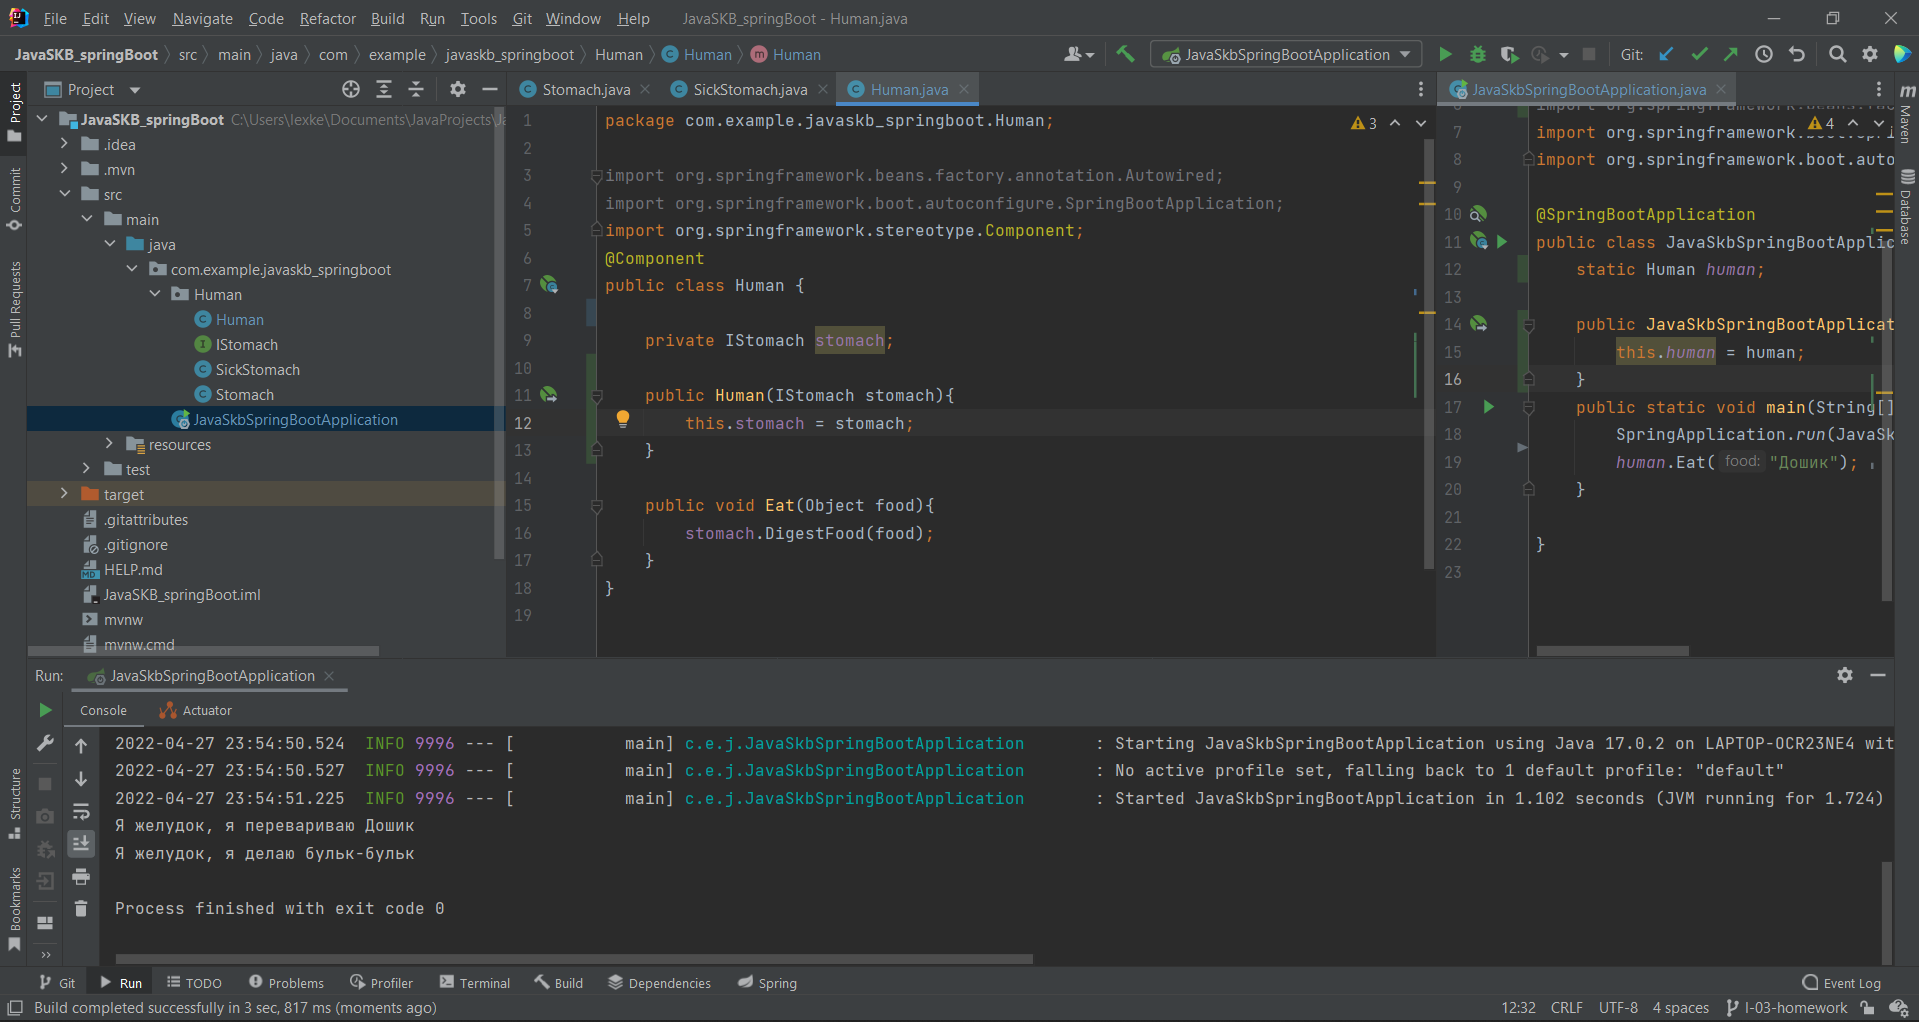 File Edit View Navigate Code Refactor Build Run Tools Git Window Help JavaSKB_springBoot - Human.java
JavaSKB_springBoot src main java com example javaskb_springboot Human Human Human JavaSkbSpringBootApplication Git:
Project
Stomach.java SickStomach.java Human.java JavaSkbSpringBootApplication.java
Project
Commit
Pull Requests
Structure
Bookmarks
JavaSKB_springBoot C:\Users\lexke\Documents\JavaProjects\Ja
.idea
.mvn
src
main
java
com.example.javaskb_springboot
Human
Human
IStomach
SickStomach
Stomach
JavaSkbSpringBootApplication
resources
test
target
.gitattributes
.gitignore
HELP.md
JavaSKB_springBoot.iml
mvnw
mvnw.cmd
1 package com.example.javaskb_springboot.Human;
3
2
3 import org.springframework.beans.factory.annotation.Autowired;
4 import org.springframework.boot.autoconfigure.SpringBootApplication;
5 import org.springframework.stereotype.Component;
6 @Component
7 public class Human {
8
9 private IStomach stomach;
10
11 public Human(IStomach stomach){
12 this.stomach = stomach;
13 }
14
15 public void Eat(Object food){
16 stomach.DigestFood(food);
17 }
18 }
19
4
7 import org.springframework.boot.Spri
8 import org.springframework.boot.auto
9
10 @SpringBootApplication
11 public class JavaSkbSpringBootApplic
12 static Human human;
13
14 public JavaSkbSpringBootApplicat
15 this.human = human;
16 }
17 public static void main(String[]
18 SpringApplication.run(JavaSk
19 human.Eat( food: "Дошик");
20 }
21
22 }
23
Maven
Database
Run: JavaSkbSpringBootApplication
Console Actuator
2022-04-27 23:54:50.524 INFO 9996 --- [ main] c.e.j.JavaSkbSpringBootApplication : Starting JavaSkbSpringBootApplication using Java 17.0.2 on LAPTOP-OCR23NE4 wit
2022-04-27 23:54:50.527 INFO 9996 --- [ main] c.e.j.JavaSkbSpringBootApplication : No active profile set, falling back to 1 default profile: "default"
2022-04-27 23:54:51.225 INFO 9996 --- [ main] c.e.j.JavaSkbSpringBootApplication : Started JavaSkbSpringBootApplication in 1.102 seconds (JVM running for 1.724)
Я желудок, я перевариваю Дошик
Я желудок, я делаю бульк-бульк
Process finished with exit code 0
Git Run TODO Problems Profiler Terminal Build Dependencies Spring Event Log
Build completed successfully in 3 sec, 817 ms (moments ago) 12:32 CRLF UTF-8 4 spaces I-03-homework